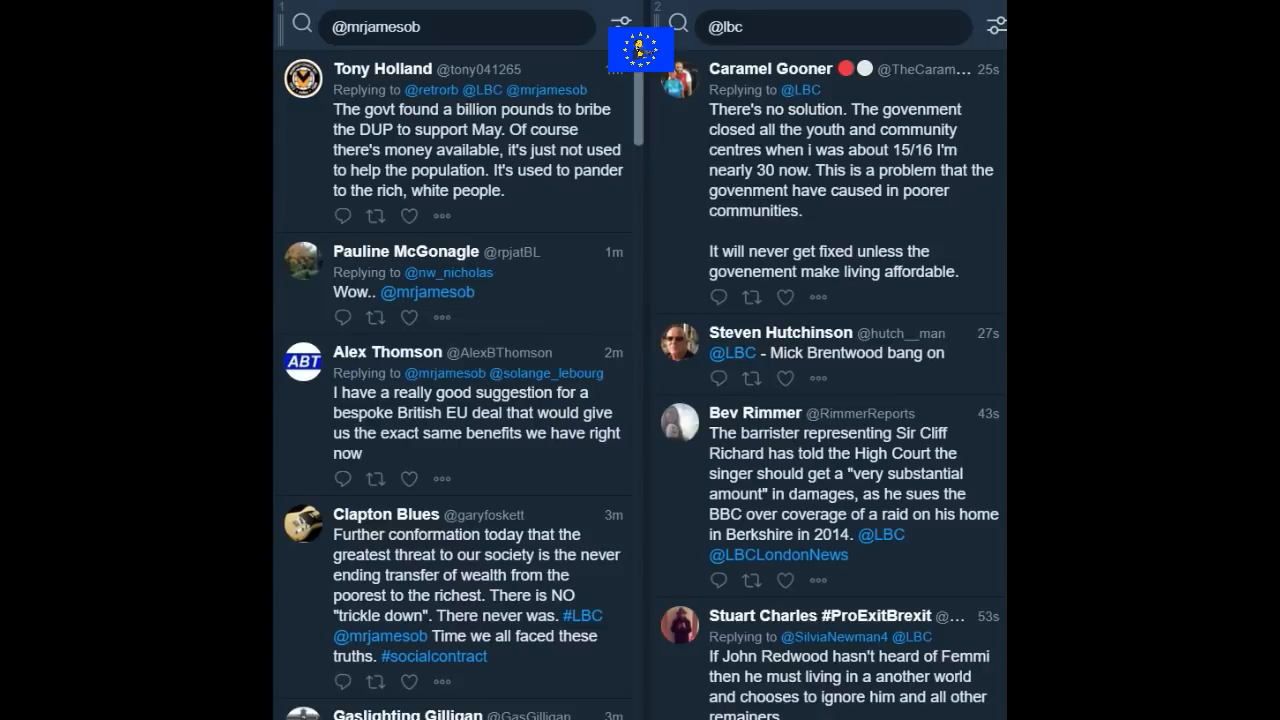 1
@mrjamesob
Tony Holland @tony041265
Replying to @retrorb @LBC @mrjamesob
The govt found a billion pounds to bribe
the DUP to support May. Of course
there's money available, it's just not used
to help the population. It's used to pander
to the rich, white people.
Pauline McGonagle @rpjatBL 1m
Replying to @nw_nicholas
Wow.. @mrjamesob
Alex Thomson @AlexBThomson 2m
ABT
Replying to @mrjamesob @solange_lebourg
I have a really good suggestion for a
bespoke British EU deal that would give
us the exact same benefits we have right
now
Clapton Blues @garyfoskett 3m
Further conformation today that the
greatest threat to our society is the never
ending transfer of wealth from the
poorest to the richest. There is NO
"trickle down". There never was. #LBC
@mrjamesob Time we all faced these
truths. #socialcontract
Gaslighting Gilligan @GasGilligan 3m
2
@lbc
Caramel Gooner @TheCaram... 25s
Replying to @LBC
There's no solution. The govenment
closed all the youth and community
centres when i was about 15/16 I'm
nearly 30 now. This is a problem that the
govenment have caused in poorer
communities.
It will never get fixed unless the
govenement make living affordable.
Steven Hutchinson @hutch__man 27s
@LBC - Mick Brentwood bang on
Bev Rimmer @RimmerReports 43s
The barrister representing Sir Cliff
Richard has told the High Court the
singer should get a "very substantial
amount" in damages, as he sues the
BBC over coverage of a raid on his home
in Berkshire in 2014. @LBC
@LBCLondonNews
Stuart Charles #ProExitBrexit @... 53s
Replying to @SilviaNewman4 @LBC
If John Redwood hasn't heard of Femmi
then he must living in a another world
and chooses to ignore him and all other
remainers